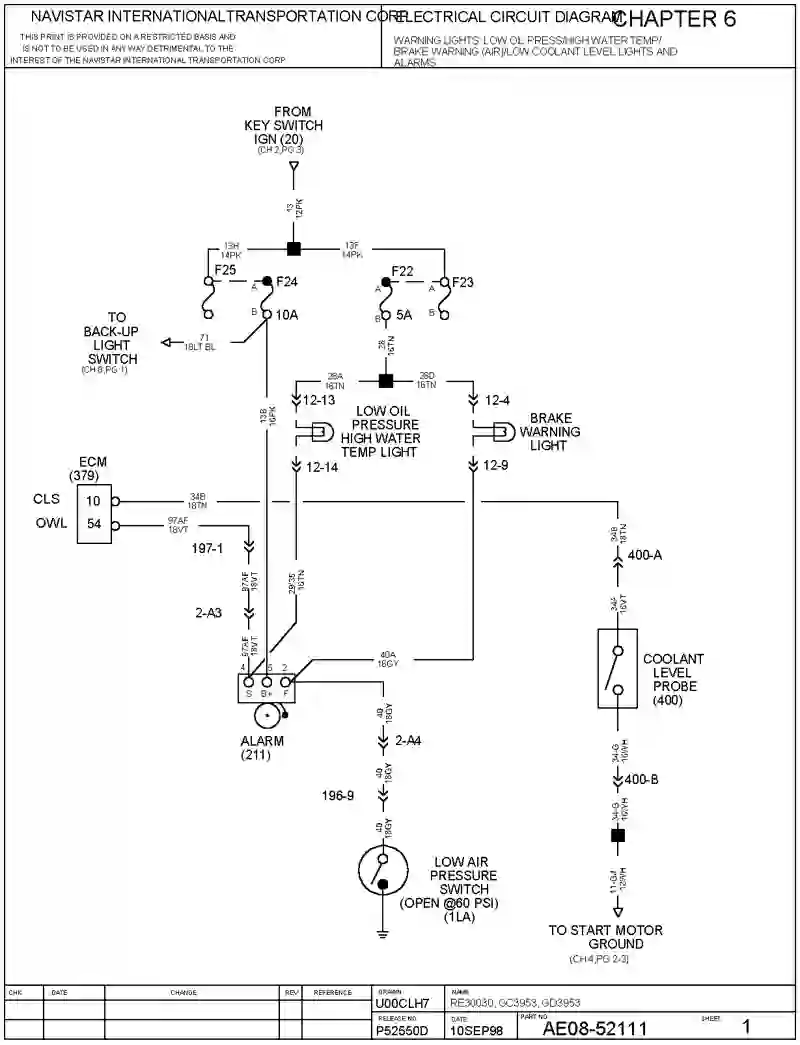 NAVISTAR INTERNATIONAL TRANSPORTATION CORP
THIS PRINT IS PROVIDED ON A RESTRICTED BASIS AND
IS NOT TO BE USED IN ANY WAY DETRIMENTAL TO THE
INTEREST OF THE NAVISTAR INTERNATIONAL TRANSPORTATION CORP
ELECTRICAL CIRCUIT DIAGRAM
CHAPTER 6
WARNING LIGHTS: LOW OIL PRESS/HIGH WATER TEMP/
BRAKE WARNING (AIR)/LOW COOLANT LEVEL LIGHTS AND
ALARMS
FROM
KEY SWITCH
IGN (20)
(CH 2,PG 3)
13
12PK
13H
14PK
13F
14PK
F25
F24
A
B
10A
F22
A
B
5A
F23
A
B
TO
BACK-UP
LIGHT
SWITCH
(CH 8,PG 1)
71
18LT BL
28
16TN
28A
16TN
28D
16TN
12-13
12-4
13B
16PK
LOW OIL
PRESSURE
HIGH WATER
TEMP LIGHT
BRAKE
WARNING
LIGHT
12-14
12-9
ECM
(379)
CLS
10
34B
18TN
OWL
54
97AF
18VT
197-1
97AF
18VT
2-A3
97AF
18VT
29/35
16TN
34B
18TN
400-A
34A
16VT
40A
18GY
4
5
2
S
B+
F
ALARM
(211)
COOLANT
LEVEL
PROBE
(400)
40
18GY
2-A4
40
18GY
196-9
40
18GY
34-G
16WH
400-B
34-G
16WH
LOW AIR
PRESSURE
SWITCH
(OPEN @60 PSI)
(1LA)
12WH
TO START MOTOR
GROUND
(CH 4,PG 2-3)
CHK
DATE
CHANGE
REV
REFERENCE
DRAWN
U00CLH7
NAME
RE30030, GC3953, GD3953
RELEASE NO.
P52550D
DATE
10SEP98
PART NO.
AE08-52111
SHEET
1